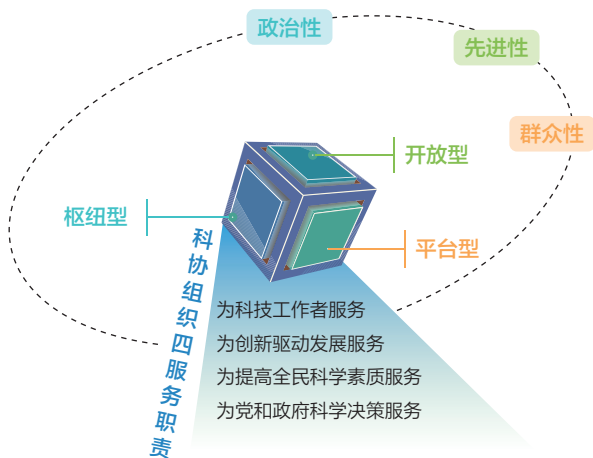 政治性
先进性
群众性
开放型
枢纽型
平台型
科协组织四服务职责
为科技工作者服务
为创新驱动发展服务
为提高全民科学素质服务
为党和政府科学决策服务